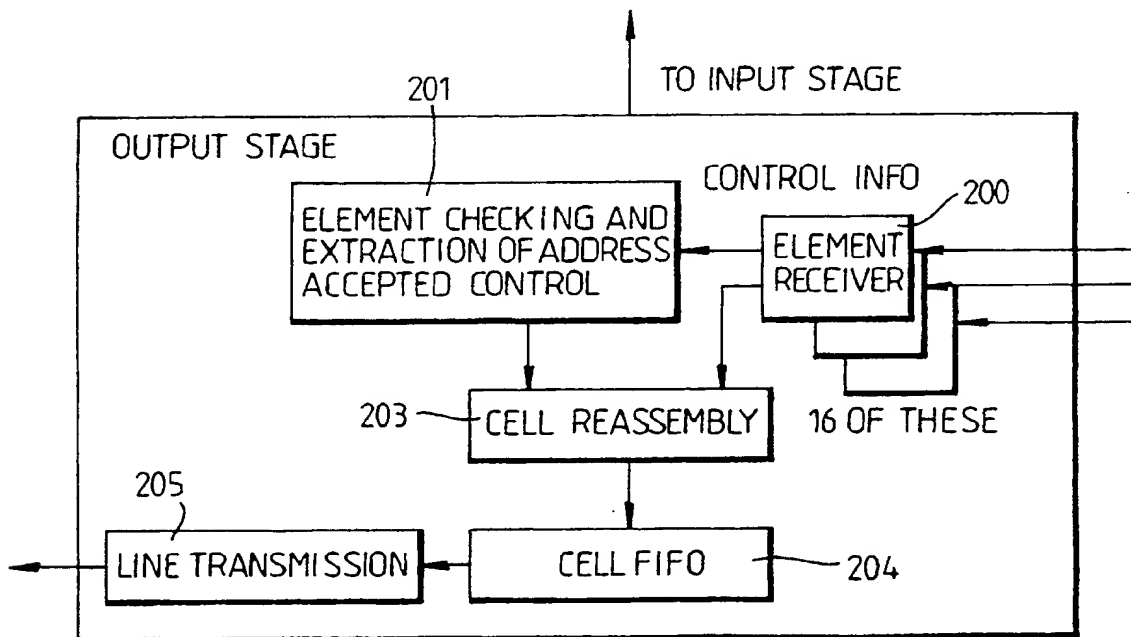 TO INPUT STAGE
201
OUTPUT STAGE
CONTROL INFO
200
ELEMENT CHECKING AND
EXTRACTION OF ADDRESS
ACCEPTED CONTROL
ELEMENT
RECEIVER
203
CELL REASSEMBLY
16 OF THESE
205
LINE TRANSMISSION
CELL FIFO
204